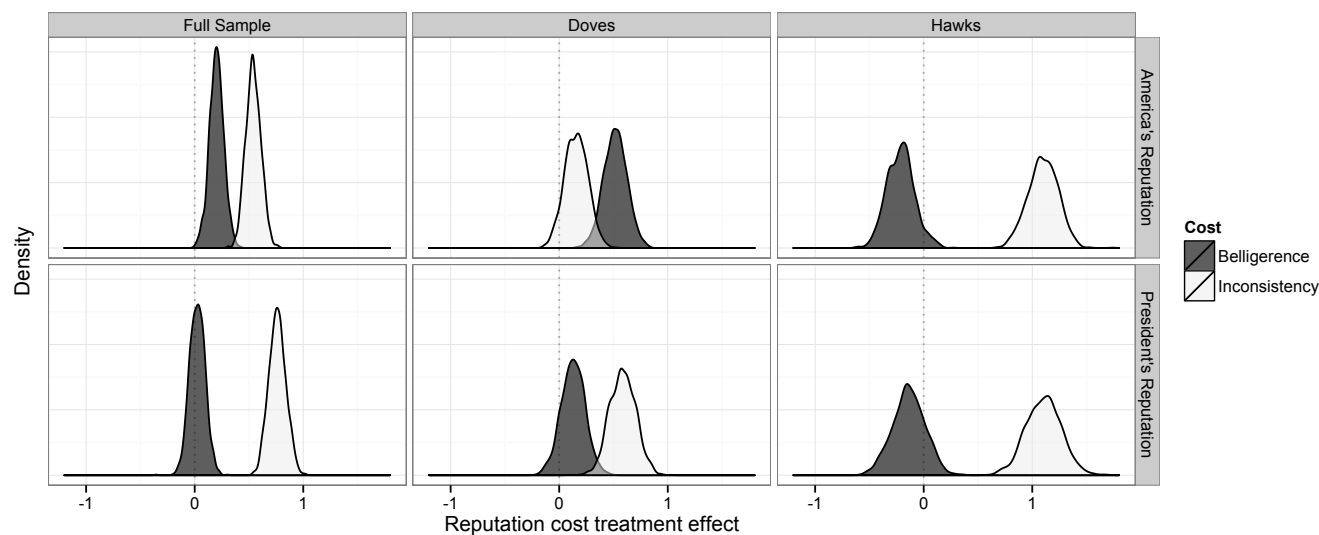 Full Sample
Doves
Hawks
America's Reputation
President's Reputation
Density
Cost
Belligerence
Inconsistency
-1 0 1
-1 0 1
-1 0 1
Reputation cost treatment effect